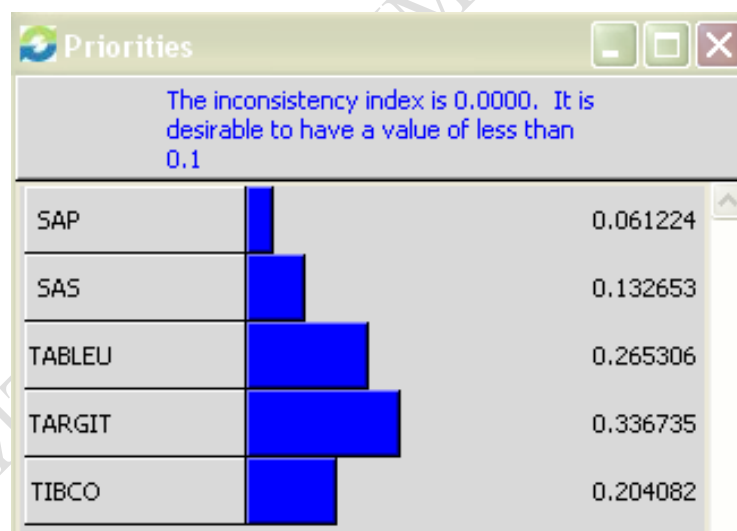 Priorities
The inconsistency index is 0.0000. It is
desirable to have a value of less than
0.1
SAP 0.061224
SAS 0.132653
TABLEU 0.265306
TARGIT 0.336735
TIBCO 0.204082